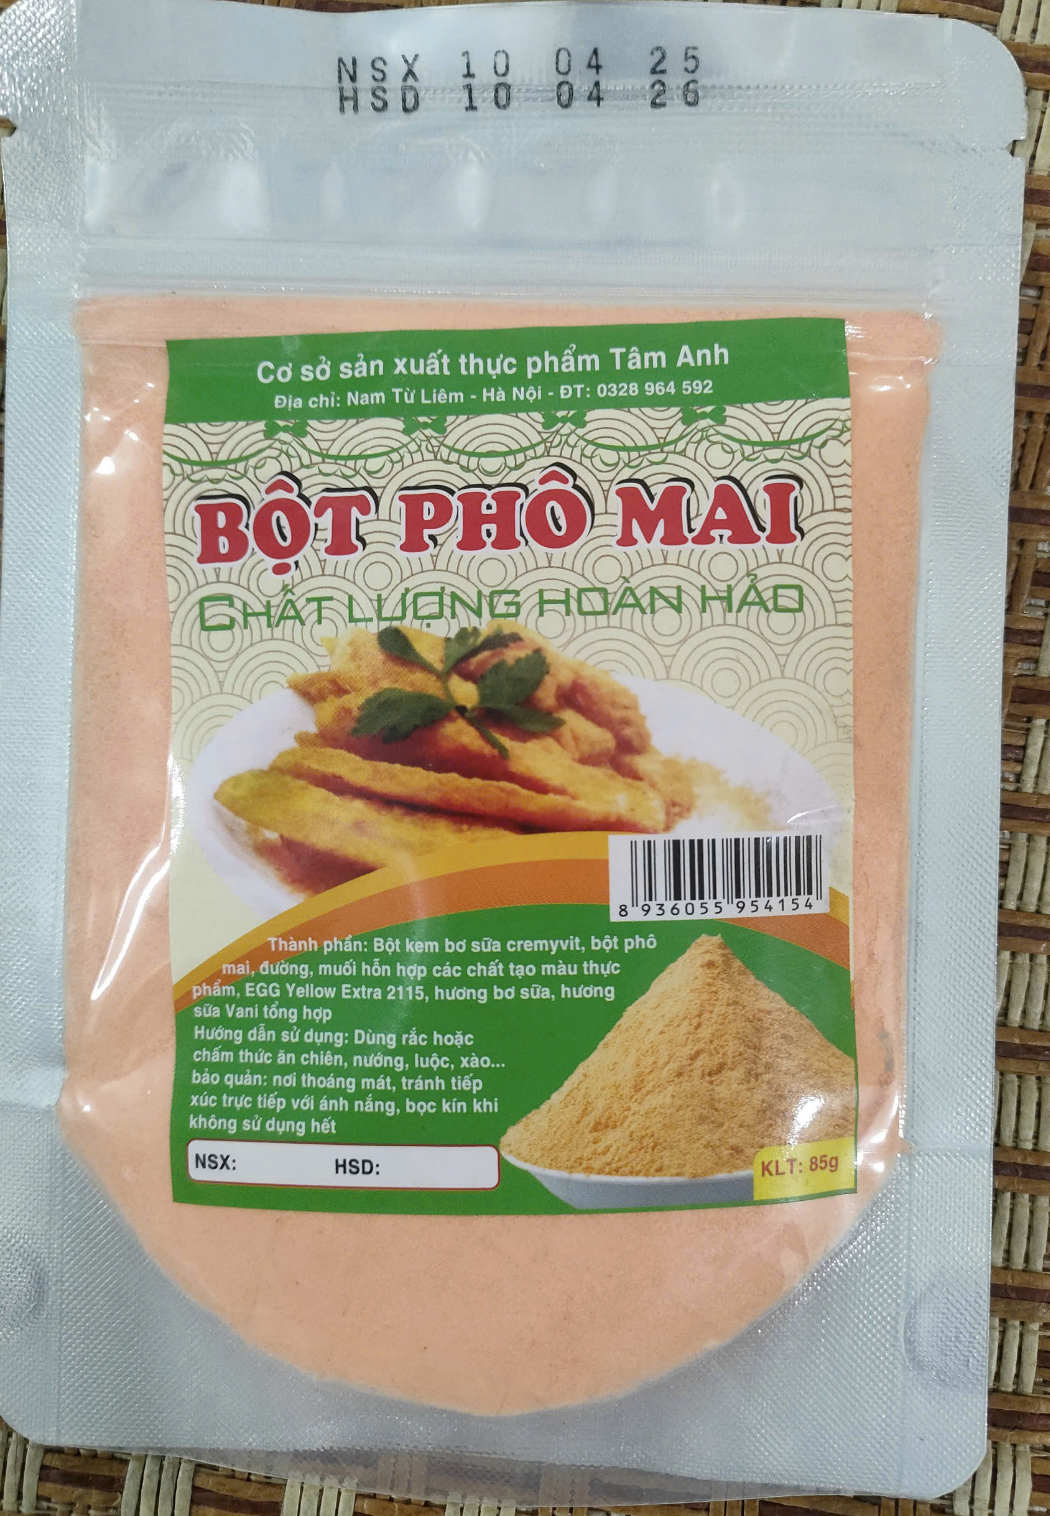 NSX 10 04 25
HSD 10 04 26
Cơ sở sản xuất thực phẩm Tâm Anh
Địa chỉ: Nam Từ Liêm - Hà Nội - ĐT: 0328 964 592
BỘT PHÔ MAI
CHẤT LƯỢNG HOÀN HẢO
8 936055 954154
Thành phần: Bột kem bơ sữa cremyvit, bột phô
mai, đường, muối hỗn hợp các chất tạo màu thực
phẩm, EGG Yellow Extra 2115, hương bơ sữa, hương
sữa Vani tổng hợp
Hướng dẫn sử dụng: Dùng rắc hoặc
chấm thức ăn chiên, nướng, luộc, xào...
bảo quản: nơi thoáng mát, tránh tiếp
xúc trực tiếp với ánh nắng, bọc kín khi
không sử dụng hết
NSX: HSD:
KLT: 85g